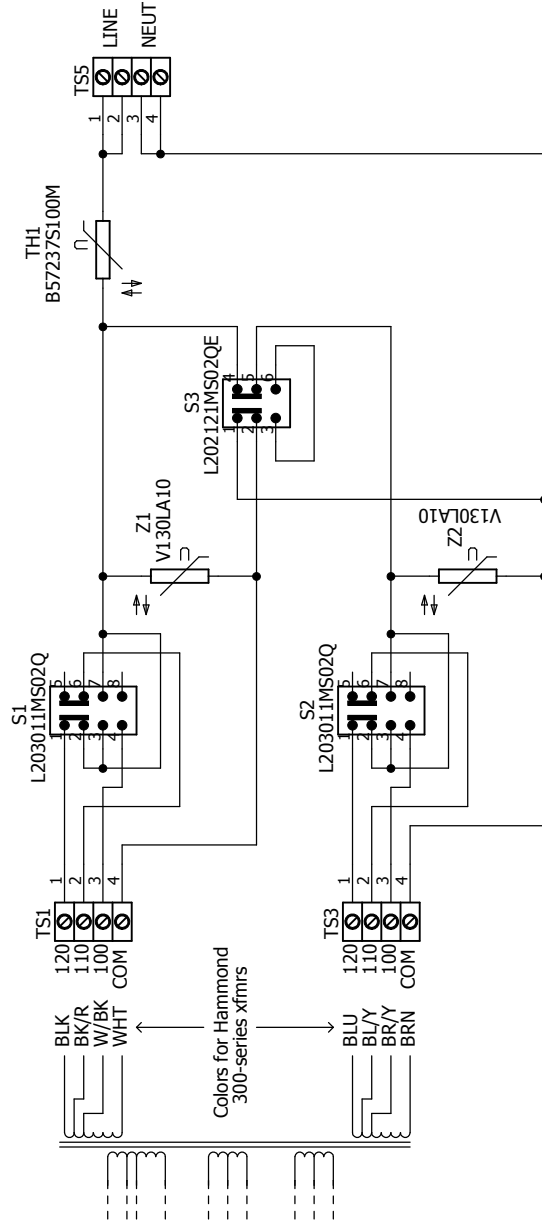 LINE
NEUT
TS5
1
2
3
4
TH1
B57237S100M
S3
L202121MS02QE
1
2
3
4
5
6
Z1
V130LA10
Z2
V130LA10
S1
L203011MS02Q
1
2
3
4
5
6
7
8
S2
L203011MS02Q
1
2
3
4
5
6
7
8
TS1
1
2
3
4
120
110
100
COM
TS3
1
2
3
4
120
110
100
COM
BLK
BK/R
W/BK
WHT
Colors for Hammond
300-series xfmrs
BLU
BL/Y
BR/Y
BRN